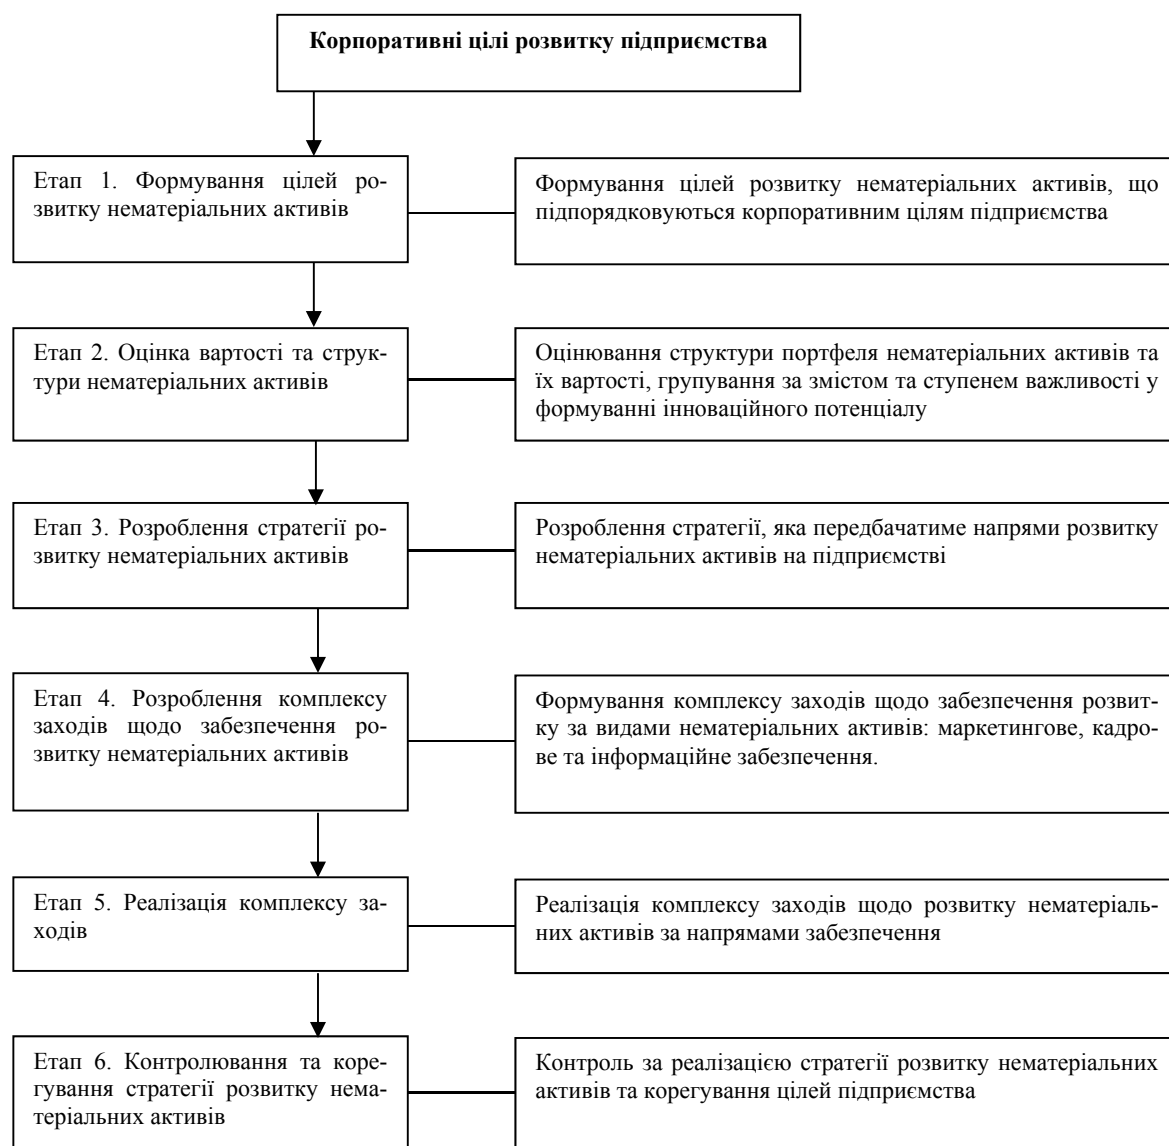 Корпоративні цілі розвитку підприємства
Етап 1. Формування цілей ро-
звитку нематеріальних активів
Формування цілей розвитку нематеріальних активів, що
підпорядковуються корпоративним цілям підприємства
Етап 2. Оцінка вартості та струк-
тури нематеріальних активів
Оцінювання структури портфеля нематеріальних активів та
їх вартості, групування за змістом та ступенем важливості у
формуванні інноваційного потенціалу
Етап 3. Розроблення стратегії ро-
звитку нематеріальних активів
Розроблення стратегії, яка передбачатиме напрями розвитку
нематеріальних активів на підприємстві
Етап 4. Розроблення комплексу
заходів щодо забезпечення ро-
звитку нематеріальних активів
Формування комплексу заходів щодо забезпечення розвит-
ку за видами нематеріальних активів: маркетингове, кадро-
ве та інформаційне забезпечення.
Етап 5. Реалізація комплексу за-
ходів
Реалізація комплексу заходів щодо розвитку нематеріаль-
них активів за напрямами забезпечення
Етап 6. Контролювання та коре-
гування стратегії розвитку нема-
теріальних активів
Контроль за реалізацією стратегії розвитку нематеріальних
активів та корегування цілей підприємства